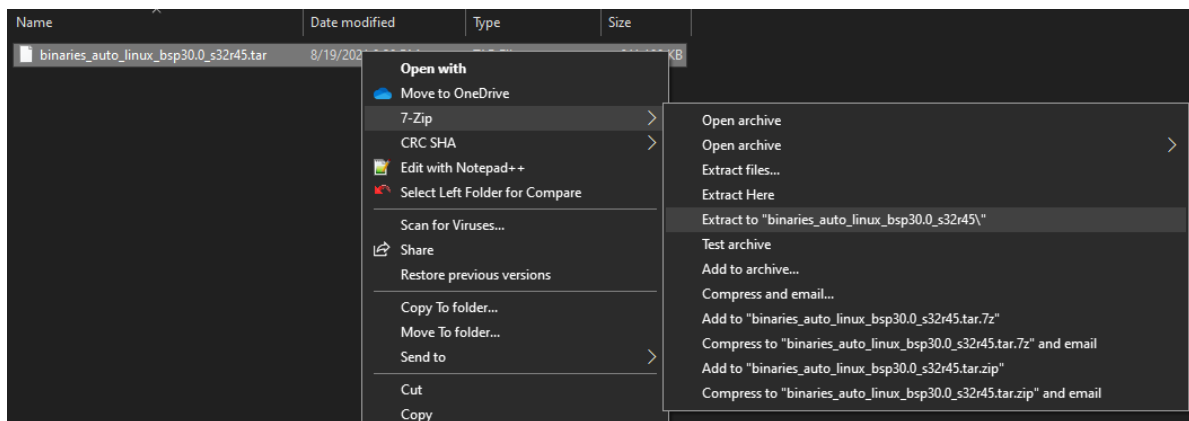 Name Date modified Type Size
binaries_auto_linux_bsp30.0_s32r45.tar 8/19/202 KB
Open with
Move to OneDrive
7-Zip
CRC SHA
Edit with Notepad++
Select Left Folder for Compare
Scan for Viruses...
Share
Restore previous versions
Copy To folder...
Move To folder...
Send to
Cut
Copy
Open archive
Open archive
Extract files...
Extract Here
Extract to "binaries_auto_linux_bsp30.0_s32r45\"
Test archive
Add to archive...
Compress and email...
Add to "binaries_auto_linux_bsp30.0_s32r45.tar.7z"
Compress to "binaries_auto_linux_bsp30.0_s32r45.tar.7z" and email
Add to "binaries_auto_linux_bsp30.0_s32r45.tar.zip"
Compress to "binaries_auto_linux_bsp30.0_s32r45.tar.zip" and email